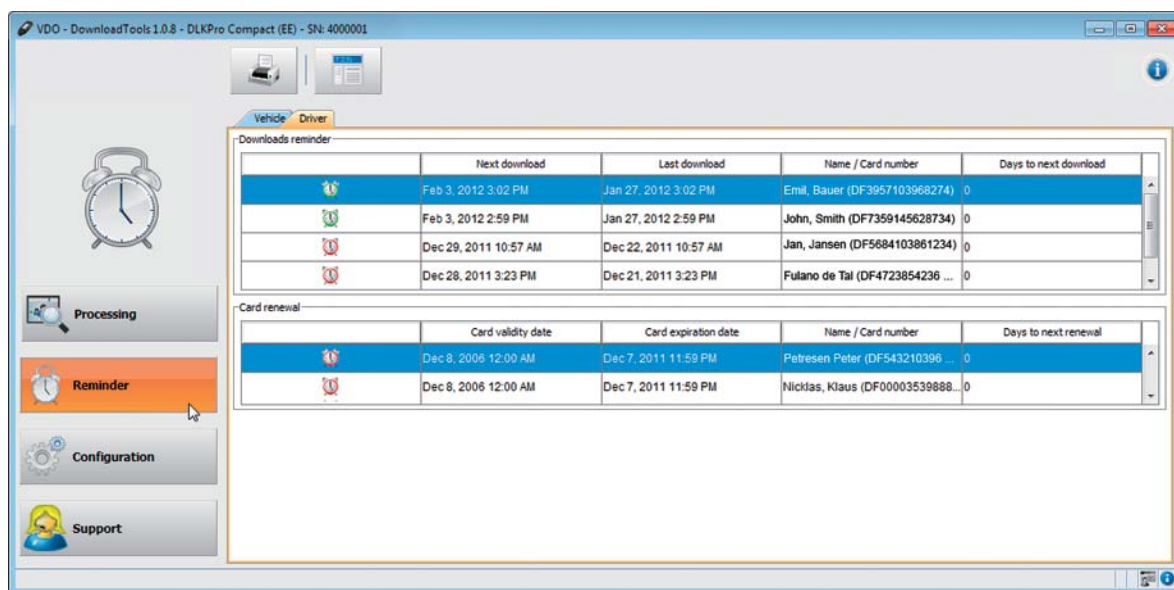 VDO - DownloadTools 1.0.8 - DLKPro Compact (EE) - SN: 4000001
Vehicle Driver
Downloads reminder
Next download Last download Name / Card number Days to next download
Feb 3, 2012 3:02 PM Jan 27, 2012 3:02 PM Emil, Bauer (DF3957103968274) 0
Feb 3, 2012 2:59 PM Jan 27, 2012 2:59 PM John, Smith (DF7359145628734) 0
Dec 29, 2011 10:57 AM Dec 22, 2011 10:57 AM Jan, Jansen (DF5684103861234) 0
Dec 28, 2011 3:23 PM Dec 21, 2011 3:23 PM Fulano de Tal (DF4723854236 ... 0
Card renewal
Card validity date Card expiration date Name / Card number Days to next renewal
Dec 8, 2006 12:00 AM Dec 7, 2011 11:59 PM Petresen Peter (DF543210396 ... 0
Dec 8, 2006 12:00 AM Dec 7, 2011 11:59 PM Nicklas, Klaus (DF00003539888... 0
Processing
Reminder
Configuration
Support